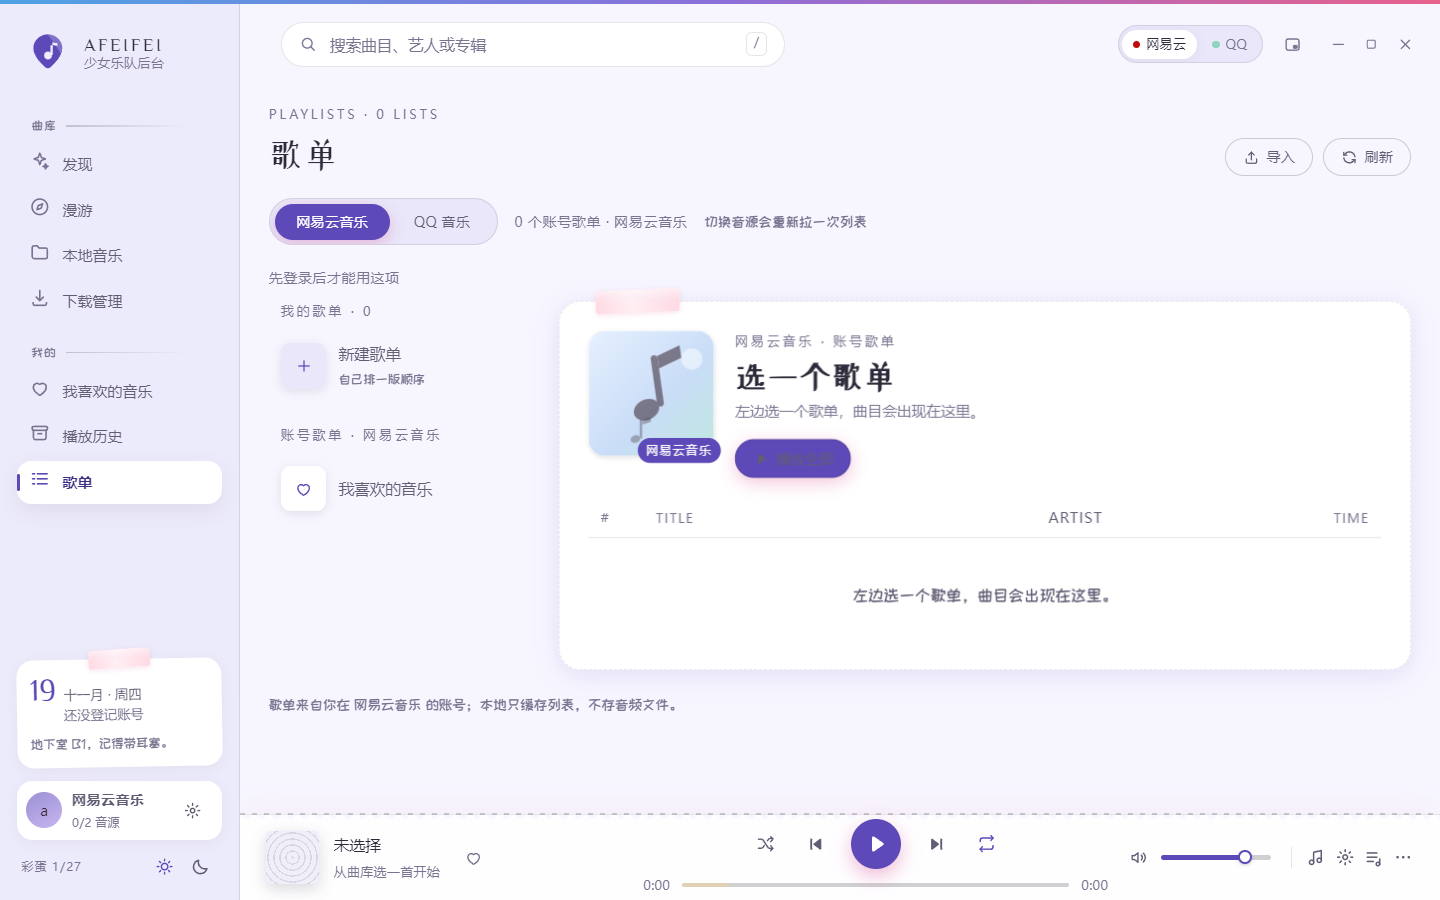 AFEIFEI
少女乐队后台
搜索曲目、艺人或专辑
/
网易云
QQ
曲库
发现
漫游
本地音乐
下载管理
我的
我喜欢的音乐
播放历史
歌单
PLAYLISTS · 0 LISTS
歌单
导入
刷新
网易云音乐
QQ 音乐
0 个账号歌单 · 网易云音乐
切换音源会重新拉一次列表
先登录后才能用这项
我的歌单 · 0
新建歌单
自己排一版顺序
账号歌单 · 网易云音乐
我喜欢的音乐
网易云音乐
网易云音乐 · 账号歌单
选一个歌单
左边选一个歌单，曲目会出现在这里。
# TITLE ARTIST TIME
左边选一个歌单，曲目会出现在这里。
歌单来自你在 网易云音乐 的账号；本地只缓存列表，不存音频文件。
19
十一月 · 周四
还没登记账号
地下室 B1，记得带耳塞。
a
网易云音乐
0/2 音源
彩蛋 1/27
未选择
从曲库选一首开始
0:00
0:00